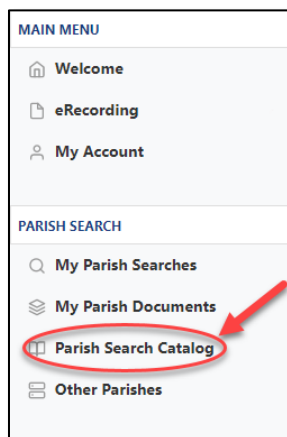 MAIN MENU
Welcome
eRecording
My Account
PARISH SEARCH
My Parish Searches
My Parish Documents
Parish Search Catalog
Other Parishes